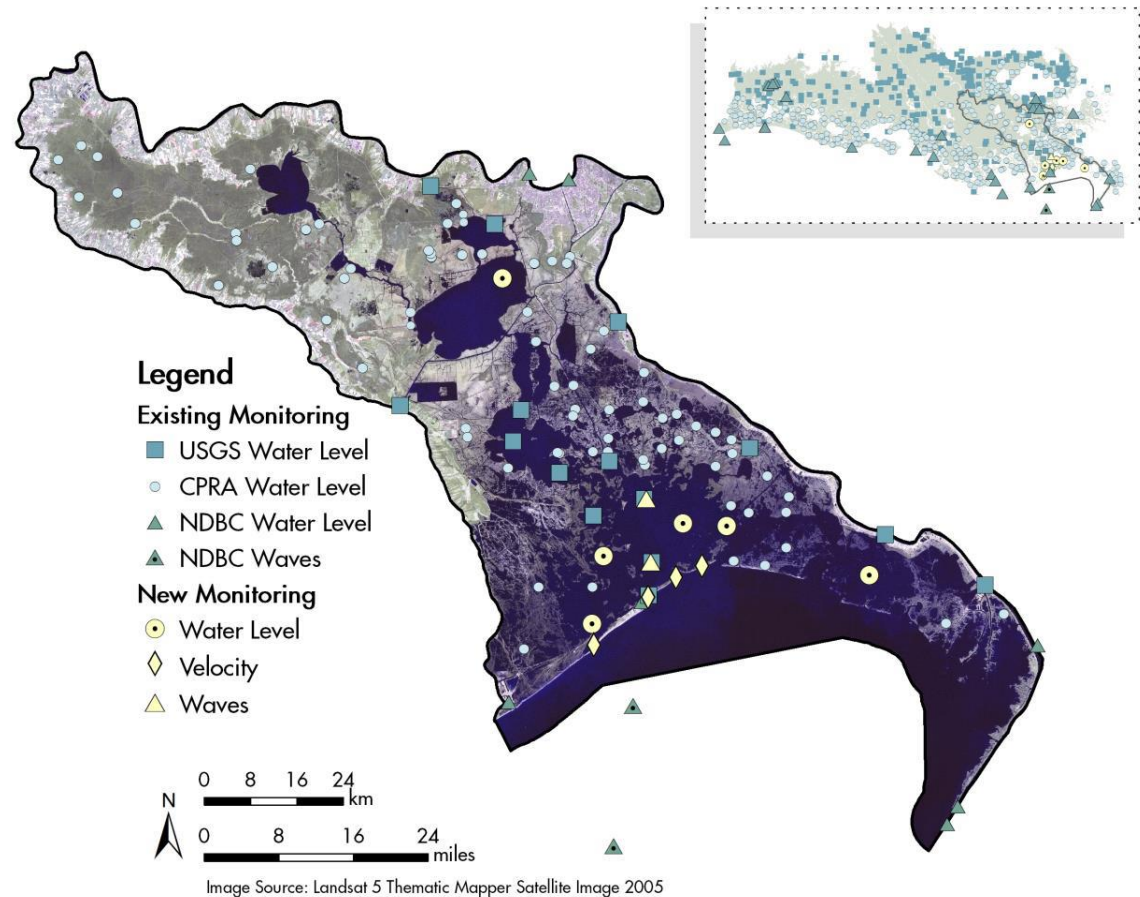 Legend
Existing Monitoring
USGS Water Level
CPRA Water Level
NDBC Water Level
NDBC Waves
New Monitoring
Water Level
Velocity
Waves
0 8 16 24
km
N
0 8 16 24
miles
Image Source: Landsat 5 Thematic Mapper Satellite Image 2005